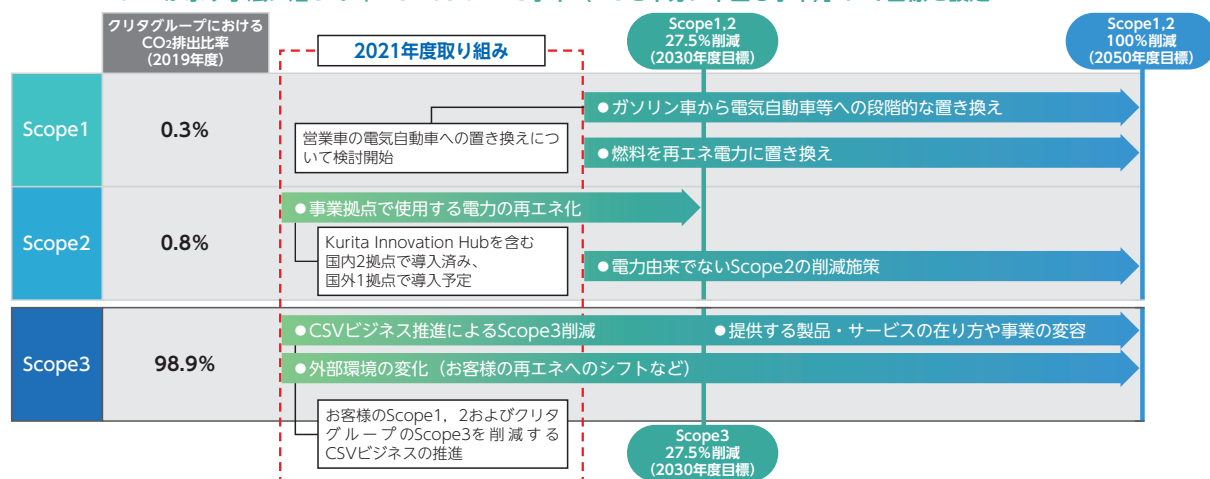 クリタグループにおける
CO₂排出比率
（2019年度）
2021年度取り組み
Scope1,2
27.5%削減
（2030年度目標）
Scope1,2
100%削減
（2050年度目標）
Scope1
0.3%
●ガソリン車から電気自動車等への段階的な置き換え
営業車の電気自動車への置き換えにつ
いて検討開始
●燃料を再エネ電力に置き換え
Scope2
0.8%
●事業拠点で使用する電力の再エネ化
Kurita Innovation Hubを含む
国内2拠点で導入済み、
国外1拠点で導入予定
●電力由来でないScope2の削減施策
Scope3
98.9%
●CSVビジネス推進によるScope3削減
●提供する製品・サービスの在り方や事業の変容
●外部環境の変化（お客様の再エネへのシフトなど）
お客様のScope1，2およびクリタ
グループのScope3を削減する
CSVビジネスの推進
Scope3
27.5%削減
（2030年度目標）